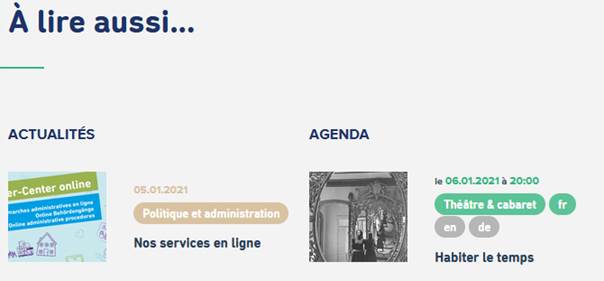 À lire aussi...
ACTUALITÉS
er-Center online
marches administratives en ligne
Online Behördengänge
Online administrative procedures
05.01.2021
Politique et administration
Nos services en ligne
AGENDA
le 06.01.2021 à 20:00
Théâtre & cabaret fr
en de
Habiter le temps